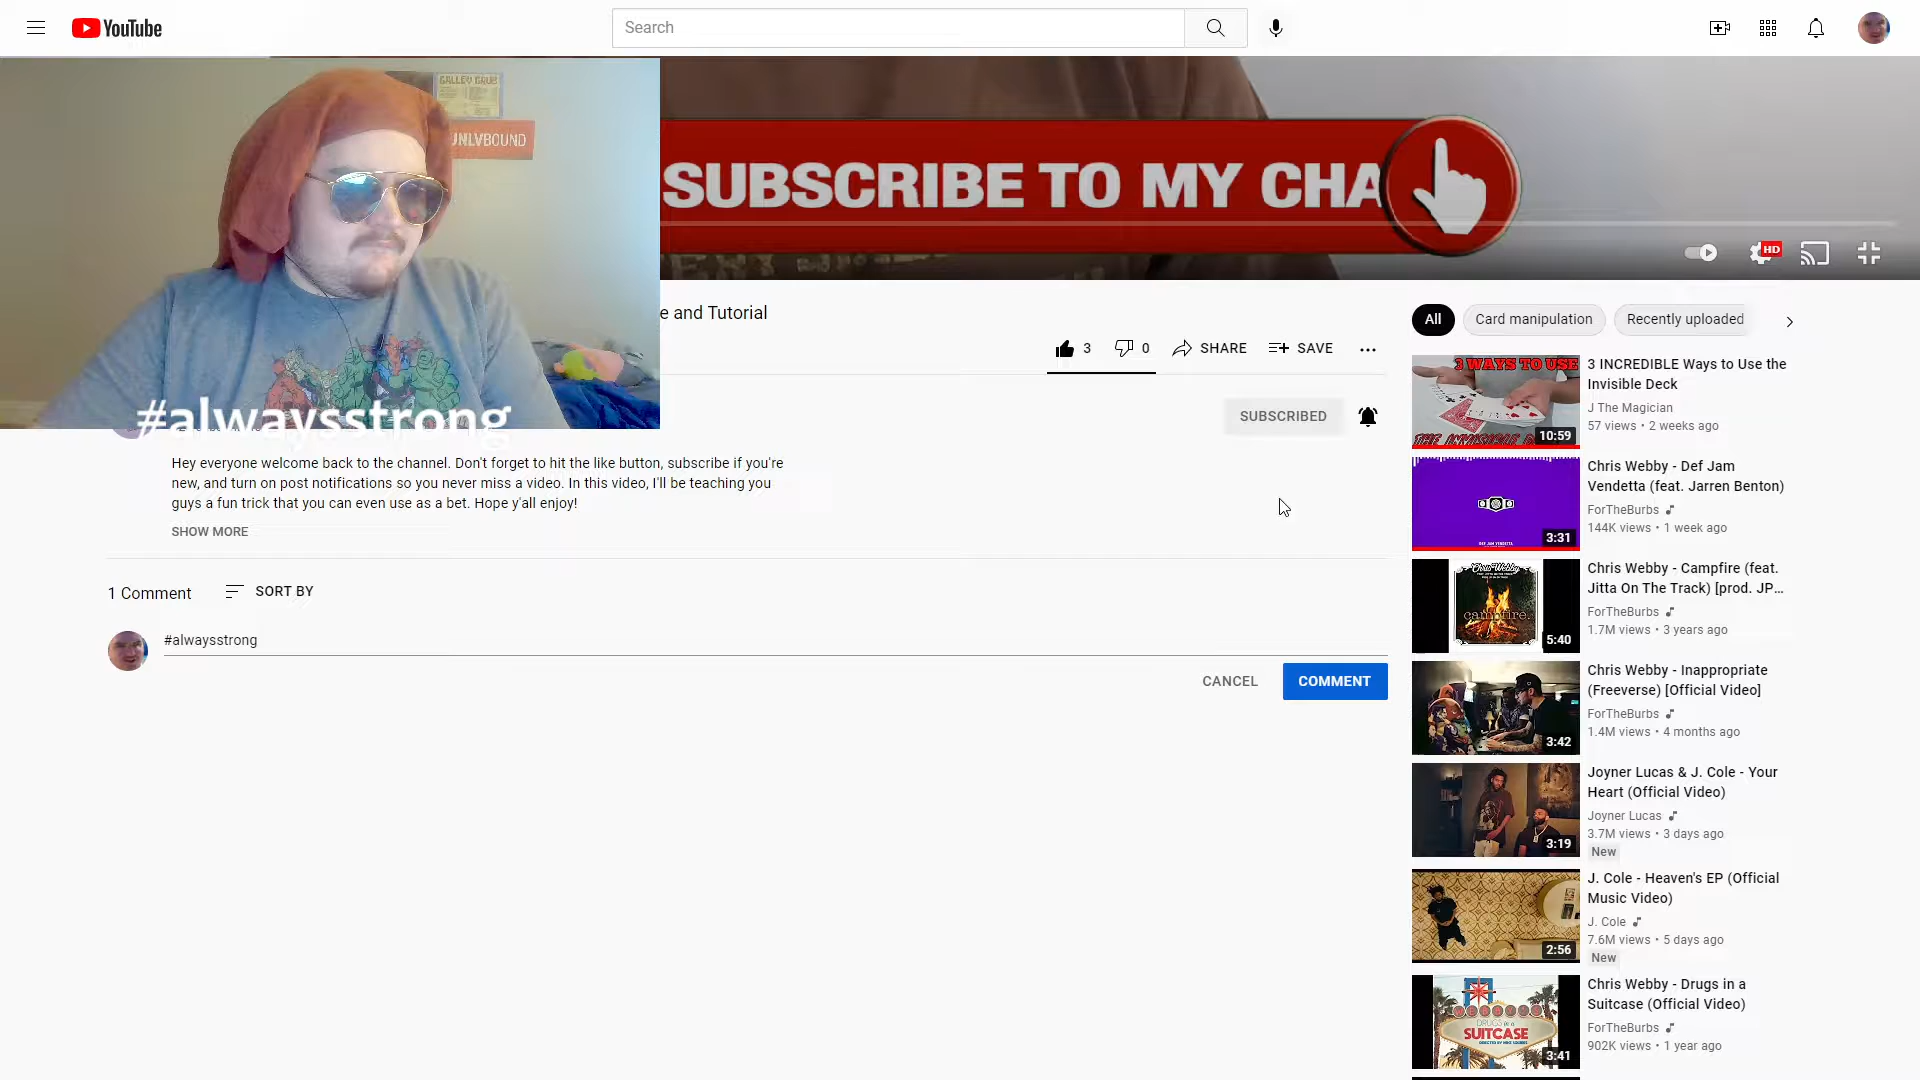 YouTube
Search
GALLEY GRUB
UNLVBOUND
SUBSCRIBE TO MY CHA
HD
e and Tutorial
3
0
SHARE
SAVE
#alwaysstrong
SUBSCRIBED
Hey everyone welcome back to the channel. Don't forget to hit the like button, subscribe if you're
new, and turn on post notifications so you never miss a video. In this video, I'll be teaching you
guys a fun trick that you can even use as a bet. Hope y'all enjoy!
SHOW MORE
1 Comment
SORT BY
#alwaysstrong
CANCEL
COMMENT
All
Card manipulation
Recently uploaded
3 WAYS TO USE
10:59
3 INCREDIBLE Ways to Use the
Invisible Deck
J The Magician
57 views • 2 weeks ago
DEF JAM VENDETTA
3:31
Chris Webby - Def Jam
Vendetta (feat. Jarren Benton)
ForTheBurbs
144K views • 1 week ago
Chris Webby
campfire.
5:40
Chris Webby - Campfire (feat.
Jitta On The Track) [prod. JP...
ForTheBurbs
1.7M views • 3 years ago
3:42
Chris Webby - Inappropriate
(Freeverse) [Official Video]
ForTheBurbs
1.4M views • 4 months ago
3:19
Joyner Lucas & J. Cole - Your
Heart (Official Video)
Joyner Lucas
3.7M views • 3 days ago
New
2:56
J. Cole - Heaven's EP (Official
Music Video)
J. Cole
7.6M views • 5 days ago
New
DRUGS in a
SUITCASE
3:41
Chris Webby - Drugs in a
Suitcase (Official Video)
ForTheBurbs
902K views • 1 year ago